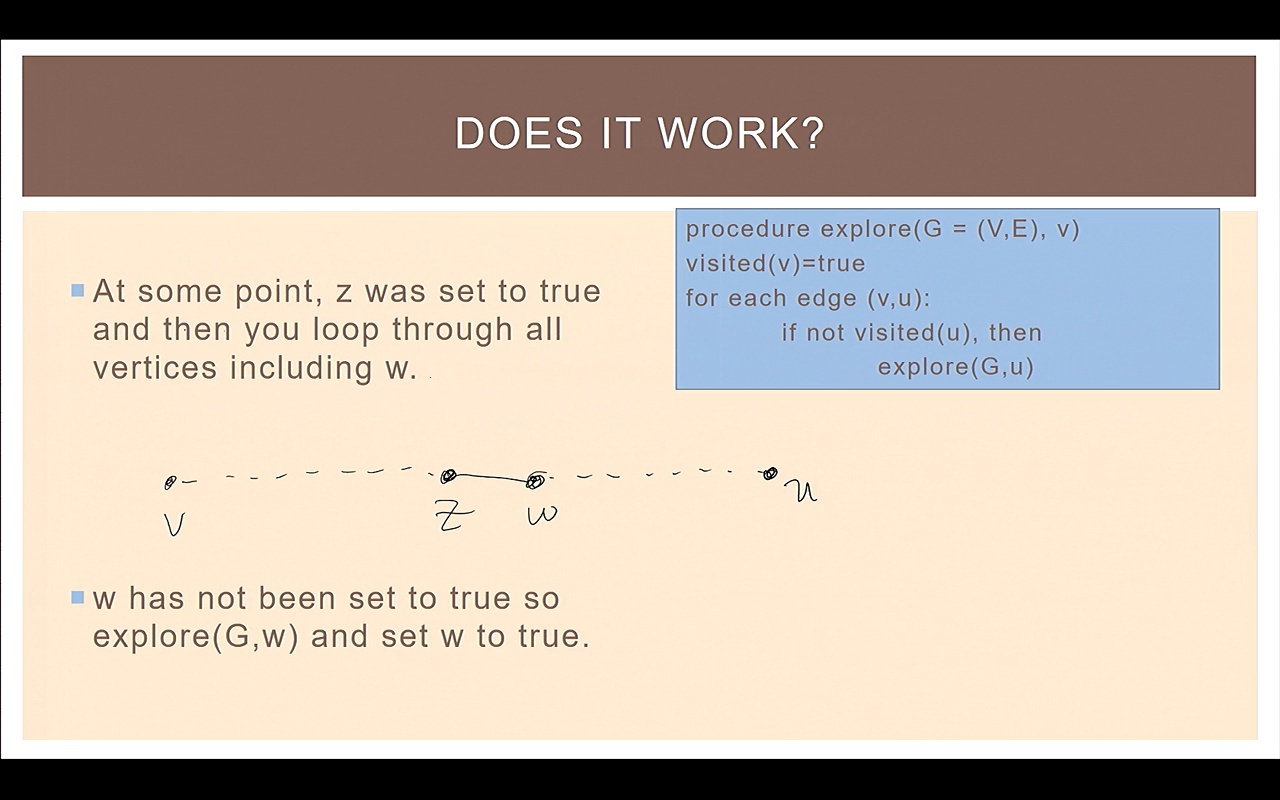 DOES IT WORK?
procedure explore(G = (V,E), v)
visited(v)=true
for each edge (v,u):
if not visited(u), then
explore(G,u)
At some point, z was set to true
and then you loop through all
vertices including w.
v z w u
w has not been set to true so
explore(G,w) and set w to true.